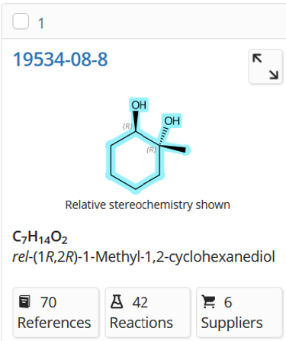 1
19534-08-8
OH
OH
(R)
(R)
Relative stereochemistry shown
C₇H₁₄O₂
rel-(1R,2R)-1-Methyl-1,2-cyclohexanediol
70
References
42
Reactions
6
Suppliers